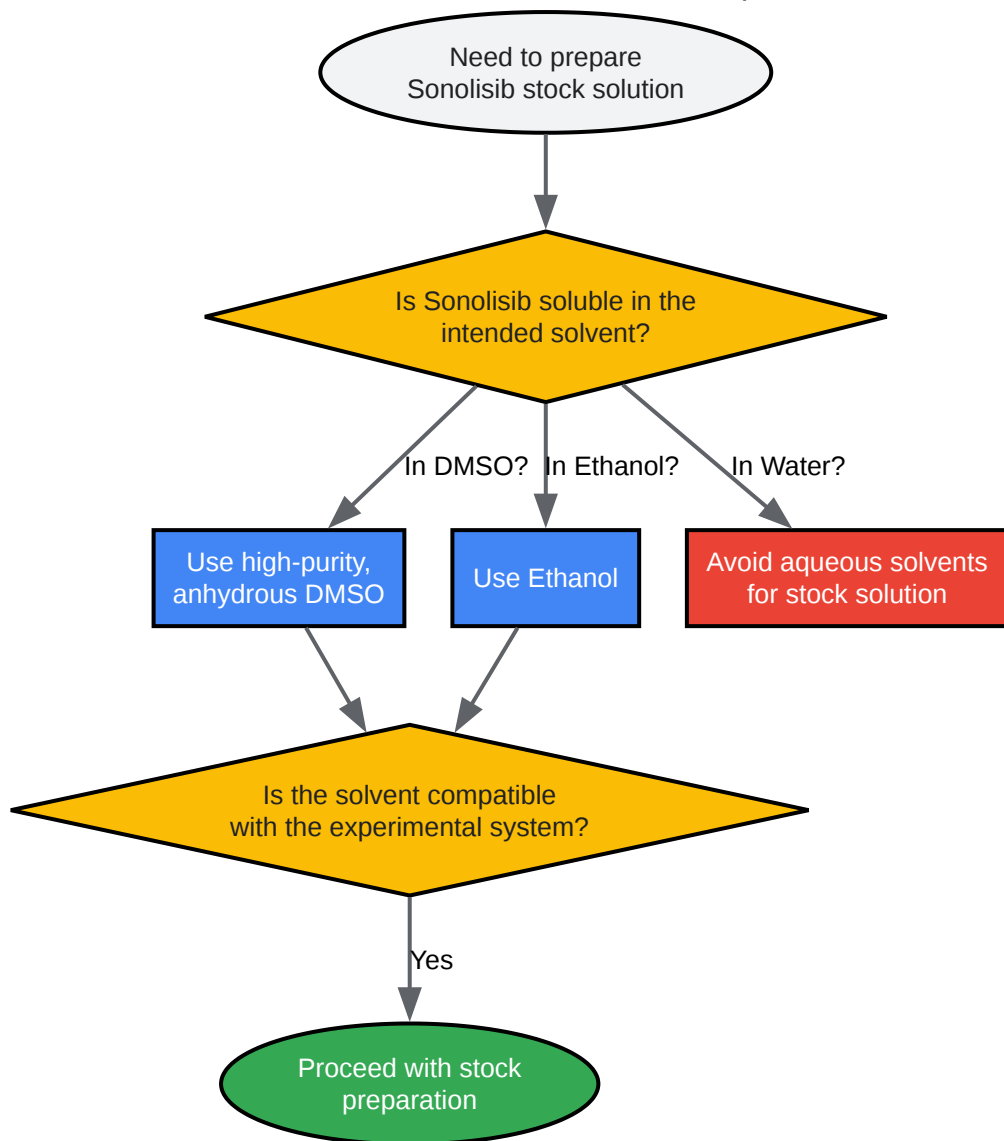 Need to prepare
Sonolisib stock solution
Is Sonolisib soluble in the
intended solvent?
In DMSO?
In Ethanol?
In Water?
Use high-purity,
anhydrous DMSO
Use Ethanol
Avoid aqueous solvents
for stock solution
Is the solvent compatible
with the experimental system?
Yes
Proceed with stock
preparation